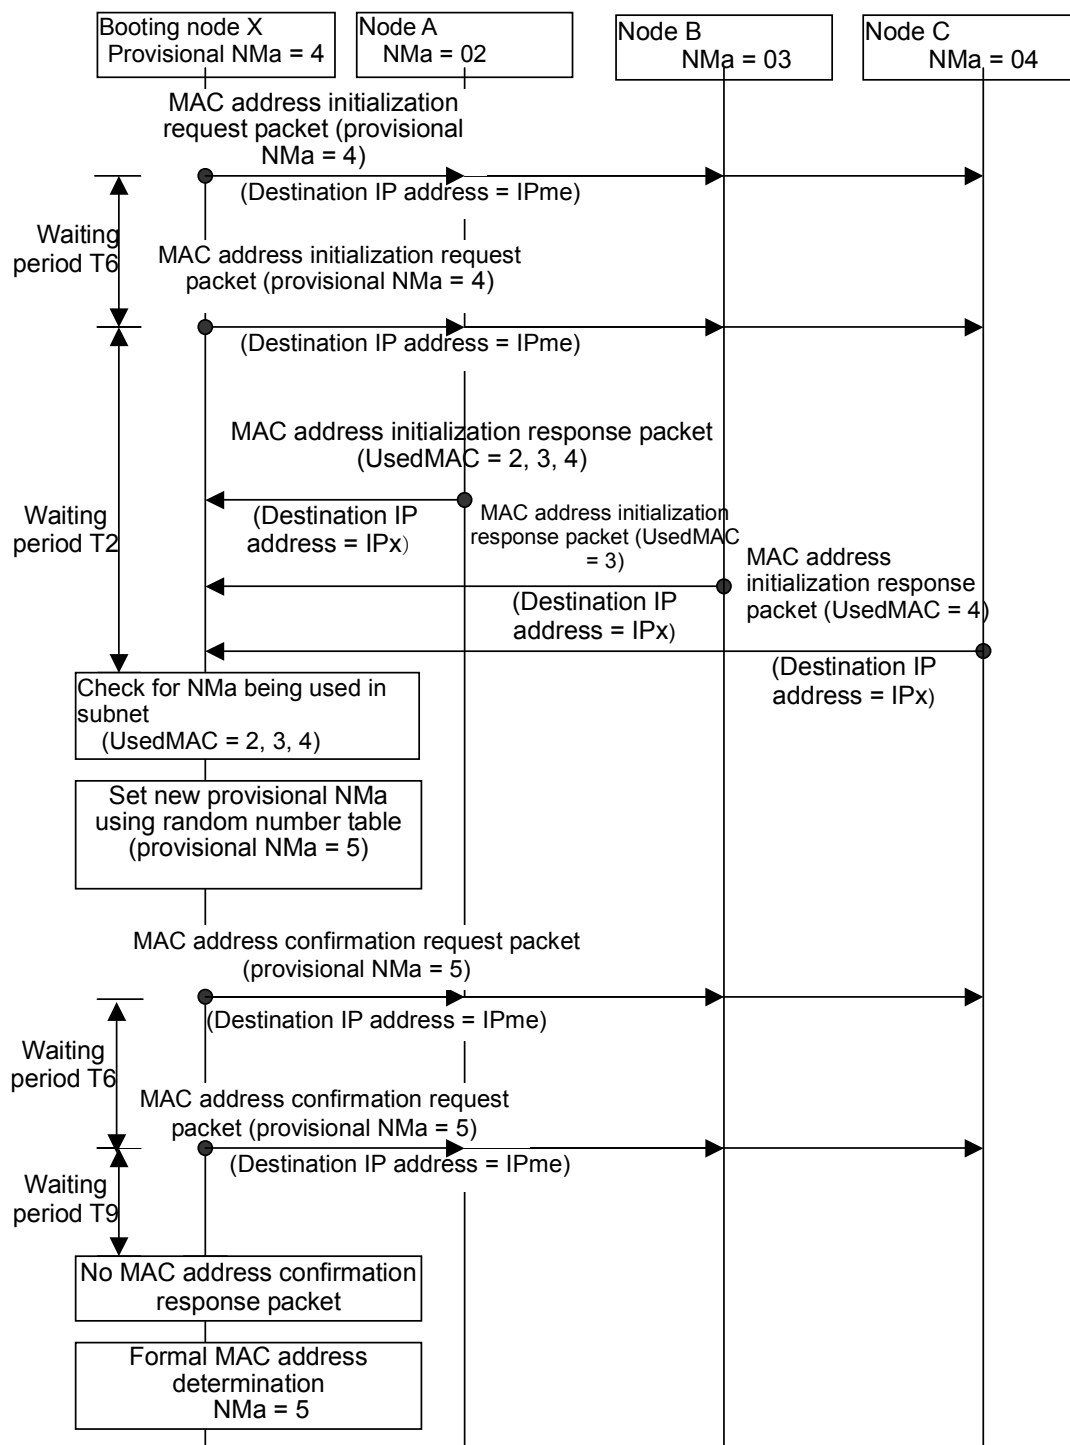 Booting node X
Provisional NMa = 4
Node A
NMa = 02
Node B
NMa = 03
Node C
NMa = 04
MAC address initialization
request packet (provisional
NMa = 4)
(Destination IP address = IPme)
Waiting
period T6
MAC address initialization request
packet (provisional NMa = 4)
(Destination IP address = IPme)
MAC address initialization response packet
(UsedMAC = 2, 3, 4)
Waiting
period T2
(Destination IP
address = IPx)
MAC address initialization
response packet (UsedMAC
= 3)
MAC address
initialization response
packet (UsedMAC = 4)
(Destination IP
address = IPx)
(Destination IP
address = IPx)
Check for NMa being used in
subnet
(UsedMAC = 2, 3, 4)
Set new provisional NMa
using random number table
(provisional NMa = 5)
MAC address confirmation request packet
(provisional NMa = 5)
(Destination IP address = IPme)
Waiting
period T6
MAC address confirmation request
packet (provisional NMa = 5)
(Destination IP address = IPme)
Waiting
period T9
No MAC address confirmation
response packet
Formal MAC address
determination
NMa = 5